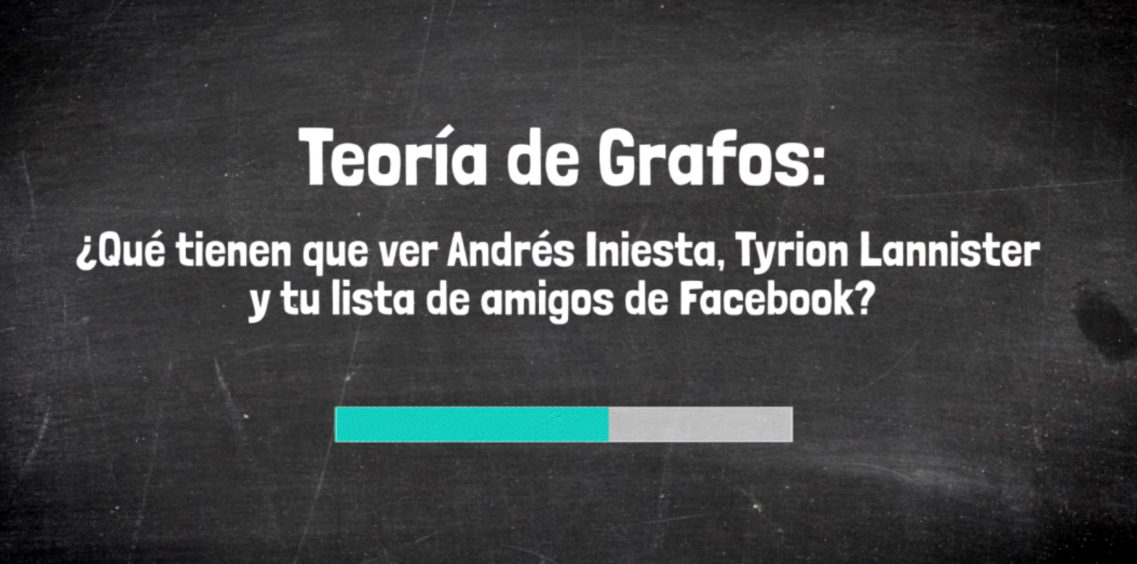 Teoría de Grafos:
¿Qué tienen que ver Andrés Iniesta, Tyrion Lannister
y tu lista de amigos de Facebook?